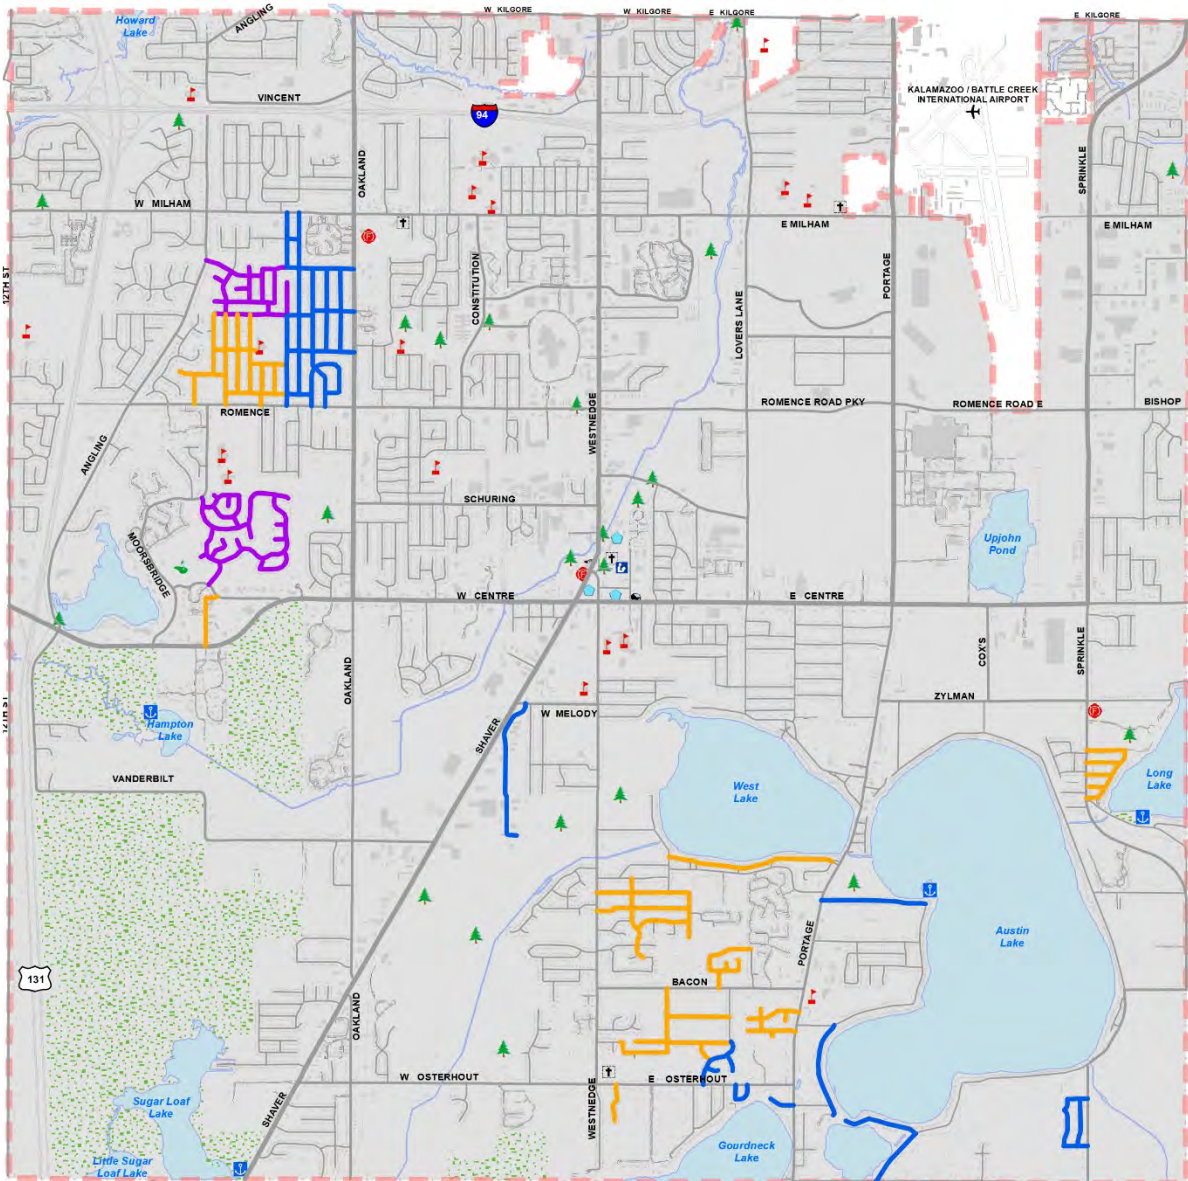 W KILGORE
W KILGORE
E KILGORE
E KILGORE
Howard
Lake
ANGLING
VINCENT
94
KALAMAZOO / BATTLE CREEK
INTERNATIONAL AIRPORT
OAKLAND
SPRINKLE
W MILHAM
E MILHAM
E MILHAM
12TH ST
CONSTITUTION
PORTAGE
LOVERS LANE
ROMENCE
WESTNEDGE
ROMENCE ROAD PKY
ROMENCE ROAD E
BISHOP
ANGLING
SCHURING
MOORSBRIDGE
Upjohn
Pond
W CENTRE
E CENTRE
OAKLAND
COX'S
SPRINKLE
ZYLMAN
12TH ST
Hampton
Lake
SHAVER
W MELODY
VANDERBILT
West
Lake
Long
Lake
PORTAGE
Austin
Lake
131
BACON
OAKLAND
W OSTERHOUT
E OSTERHOUT
WESTNEDGE
SHAVER
Sugar Loaf
Lake
Gourdneck
Lake
Little Sugar
Loaf Lake